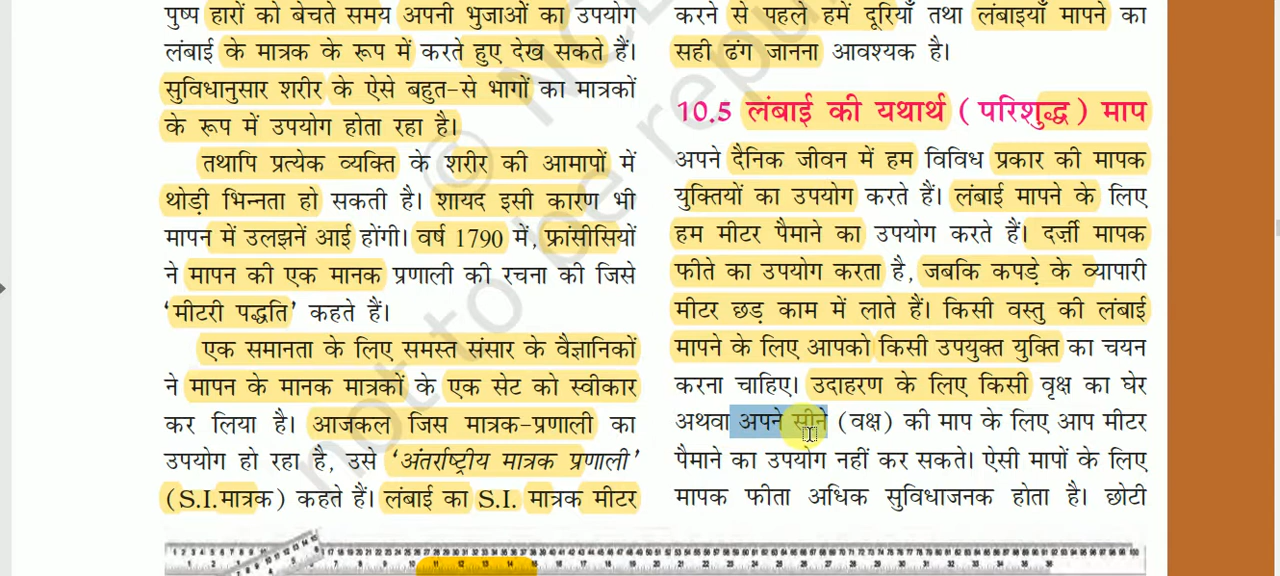 पुष्प हारों को बेचते समय अपनी भुजाओं का उपयोग
लंबाई के मात्रक के रूप में करते हुए देख सकते हैं।
सुविधानुसार शरीर के ऐसे बहुत-से भागों का मात्रकों
के रूप में उपयोग होता रहा है।
तथापि प्रत्येक व्यक्ति के शरीर की आमापों में
थोड़ी भिन्नता हो सकती है। शायद इसी कारण भी
मापन में उलझनें आई होंगी। वर्ष 1790 में, फ्रांसीसियों
ने मापन की एक मानक प्रणाली की रचना की जिसे
‘मीटरी पद्धति’ कहते हैं।
एक समानता के लिए समस्त संसार के वैज्ञानिकों
ने मापन के मानक मात्रकों के एक सेट को स्वीकार
कर लिया है। आजकल जिस मात्रक-प्रणाली का
उपयोग हो रहा है, उसे ‘अंतर्राष्ट्रीय मात्रक प्रणाली’
(S.I.मात्रक) कहते हैं। लंबाई का S.I. मात्रक मीटर
करने से पहले हमें दूरियाँ तथा लंबाइयाँ मापने का
सही ढंग जानना आवश्यक है।
10.5 लंबाई की यथार्थ (परिशुद्ध) माप
अपने दैनिक जीवन में हम विविध प्रकार की मापक
युक्तियों का उपयोग करते हैं। लंबाई मापने के लिए
हम मीटर पैमाने का उपयोग करते हैं। दर्जी मापक
फीते का उपयोग करता है, जबकि कपड़े के व्यापारी
मीटर छड़ काम में लाते हैं। किसी वस्तु की लंबाई
मापने के लिए आपको किसी उपयुक्त युक्ति का चयन
करना चाहिए। उदाहरण के लिए किसी वृक्ष का घेर
अथवा अपने सीने (वक्ष) की माप के लिए आप मीटर
पैमाने का उपयोग नहीं कर सकते। ऐसी मापों के लिए
मापक फीता अधिक सुविधाजनक होता है। छोटी
© NCE
not to be repu